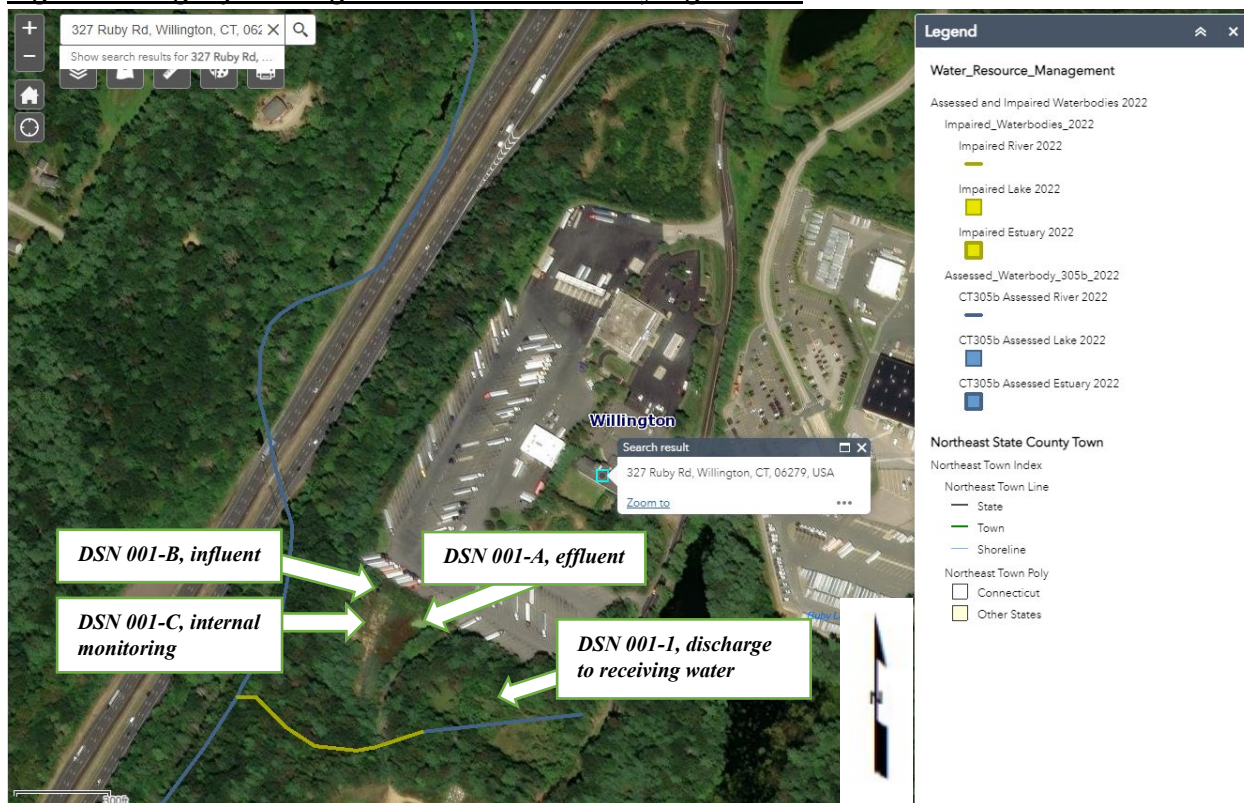 +
327 Ruby Rd, Willington, CT, 062
Show search results for 327 Ruby Rd, ...
−
Willington
Search result
327 Ruby Rd, Willington, CT, 06279, USA
Zoom to
DSN 001-B, influent
DSN 001-A, effluent
DSN 001-C, internal
monitoring
DSN 001-1, discharge
to receiving water
N
300ft
Legend
Water_Resource_Management
Assessed and Impaired Waterbodies 2022
Impaired_Waterbodies_2022
Impaired River 2022
Impaired Lake 2022
Impaired Estuary 2022
Assessed_Waterbody_305b_2022
CT305b Assessed River 2022
CT305b Assessed Lake 2022
CT305b Assessed Estuary 2022
Northeast State County Town
Northeast Town Index
Northeast Town Line
State
Town
Shoreline
Northeast Town Poly
Connecticut
Other States